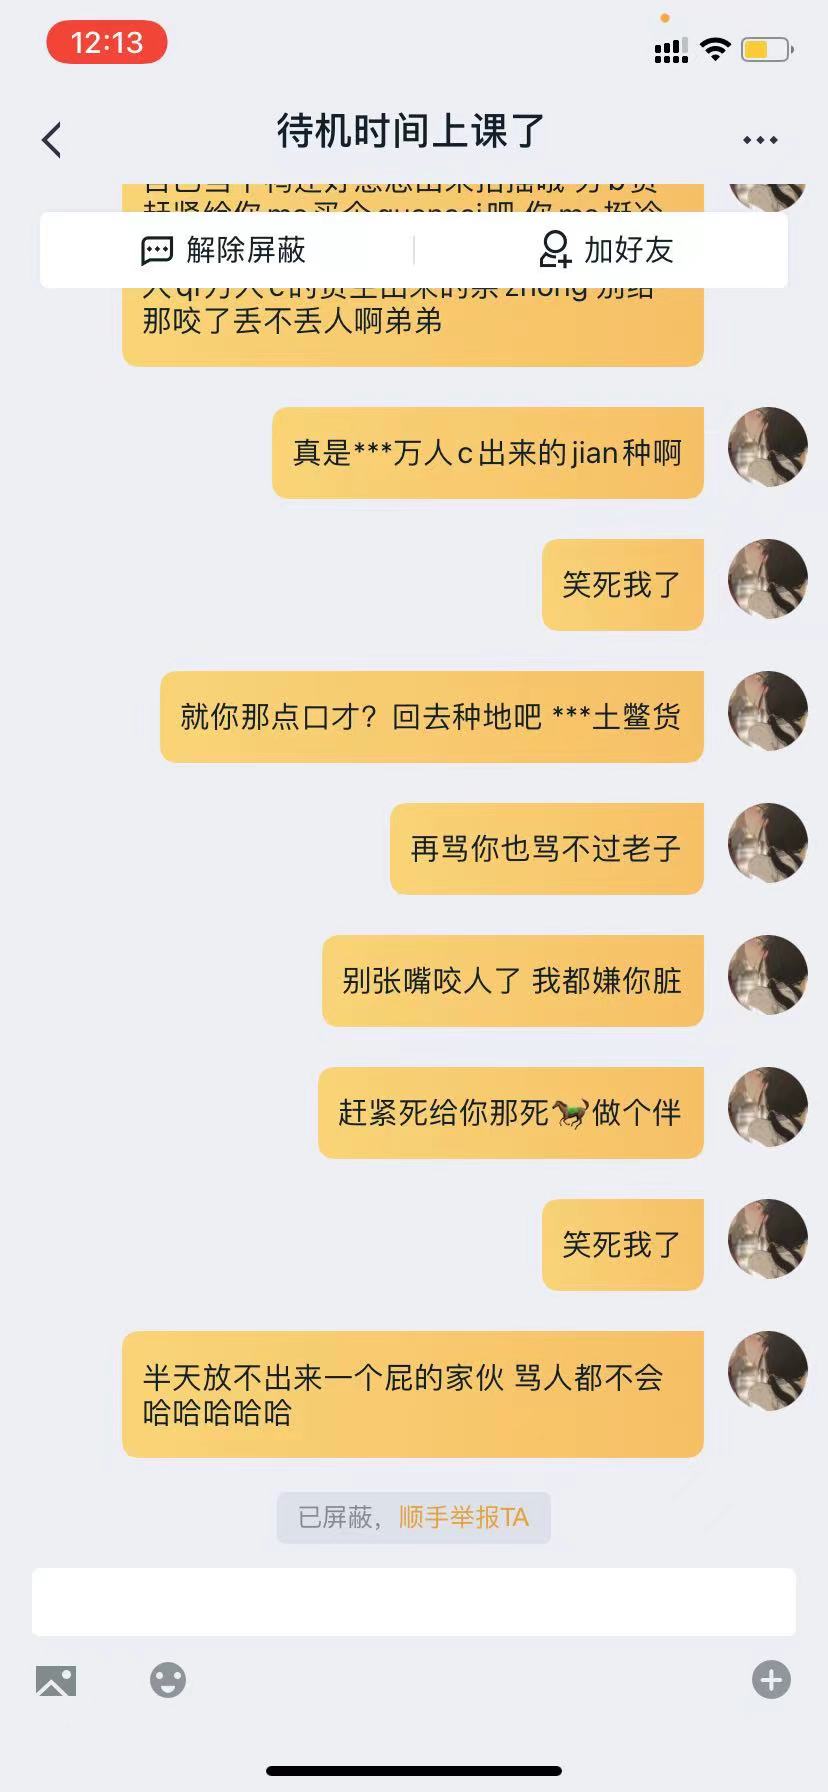 12:13
待机时间上课了
解除屏蔽
加好友
那咬了丢不丢人啊弟弟
真是***万人c出来的jian种啊
笑死我了
就你那点口才？回去种地吧 ***土鳖货
再骂你也骂不过老子
别张嘴咬人了 我都嫌你脏
赶紧死给你那死🐎做个伴
笑死我了
半天放不出来一个屁的家伙 骂人都不会
哈哈哈哈哈
已屏蔽，顺手举报TA